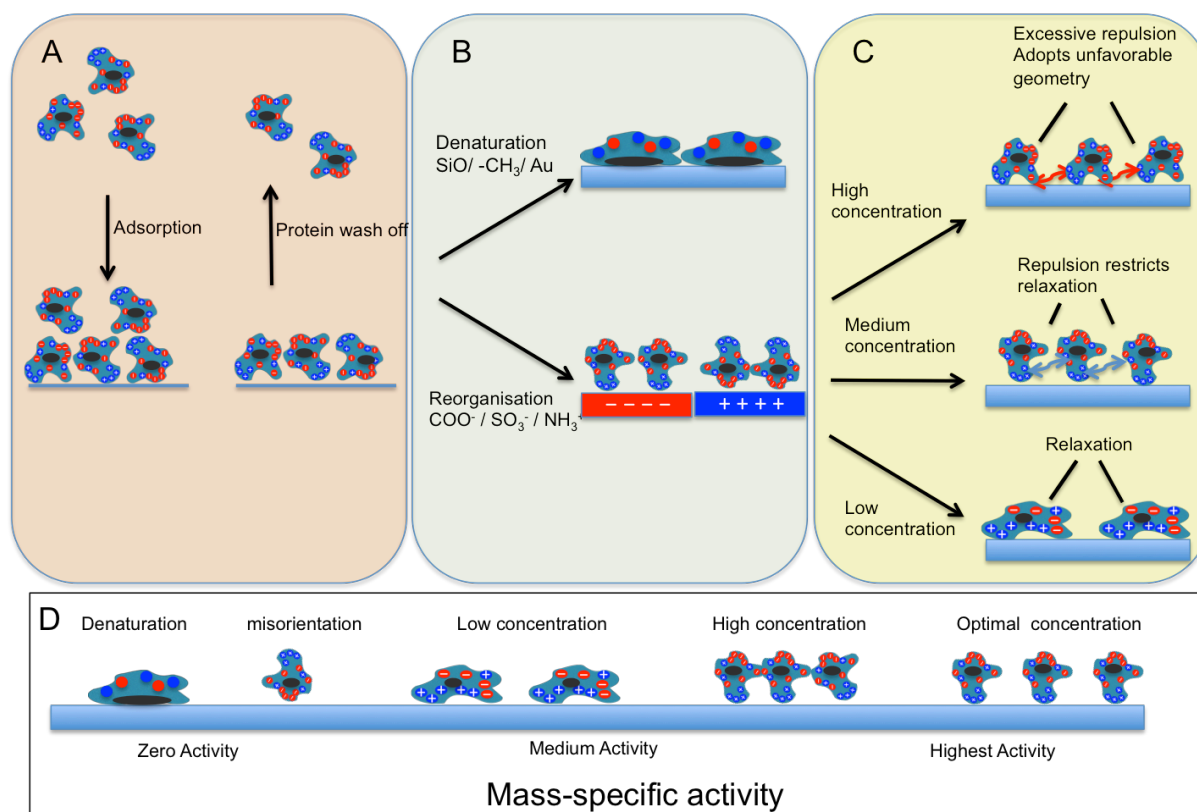 A
Adsorption
Protein wash off
B
Denaturation
SiO/ -CH₃/ Au
Reorganisation
COO⁻ / SO₃⁻ / NH₃⁺
− − − −
+ + + +
C
Excessive repulsion
Adopts unfavorable
geometry
High
concentration
Repulsion restricts
relaxation
Medium
concentration
Relaxation
Low
concentration
D
Denaturation
misorientation
Low concentration
High concentration
Optimal concentration
Zero Activity
Medium Activity
Highest Activity
Mass-specific activity